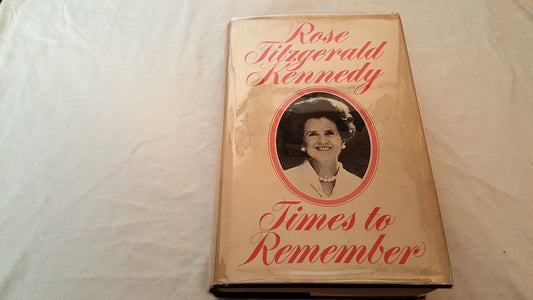 Rose
Fitzgerald
Kennedy
Times to
Remember